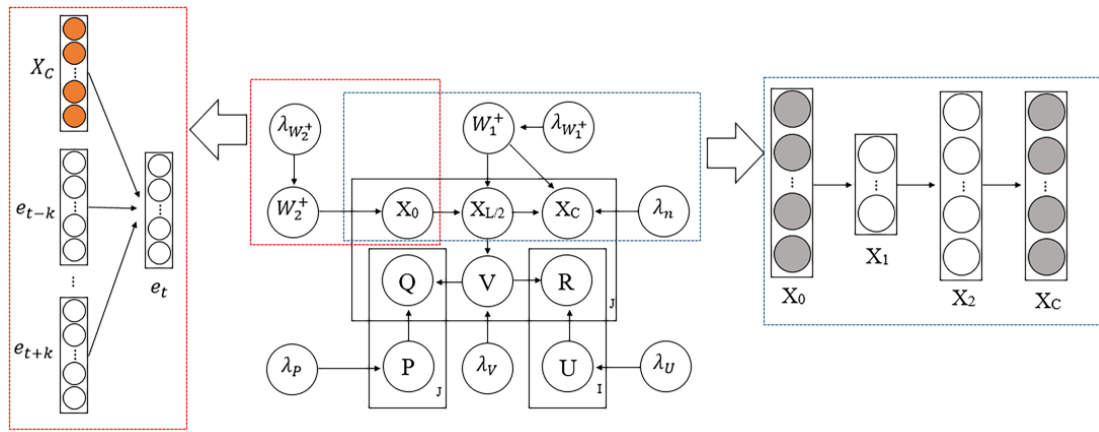 X_C
e_{t-k}
⋮
e_{t+k}
e_t
λ_{W_2^+}
W_1^+
λ_{W_1^+}
W_2^+
X_0
X_{L/2}
X_C
λ_n
Q
V
R
J
λ_P
P
J
λ_V
U
I
λ_U
X_0
X_1
X_2
X_C